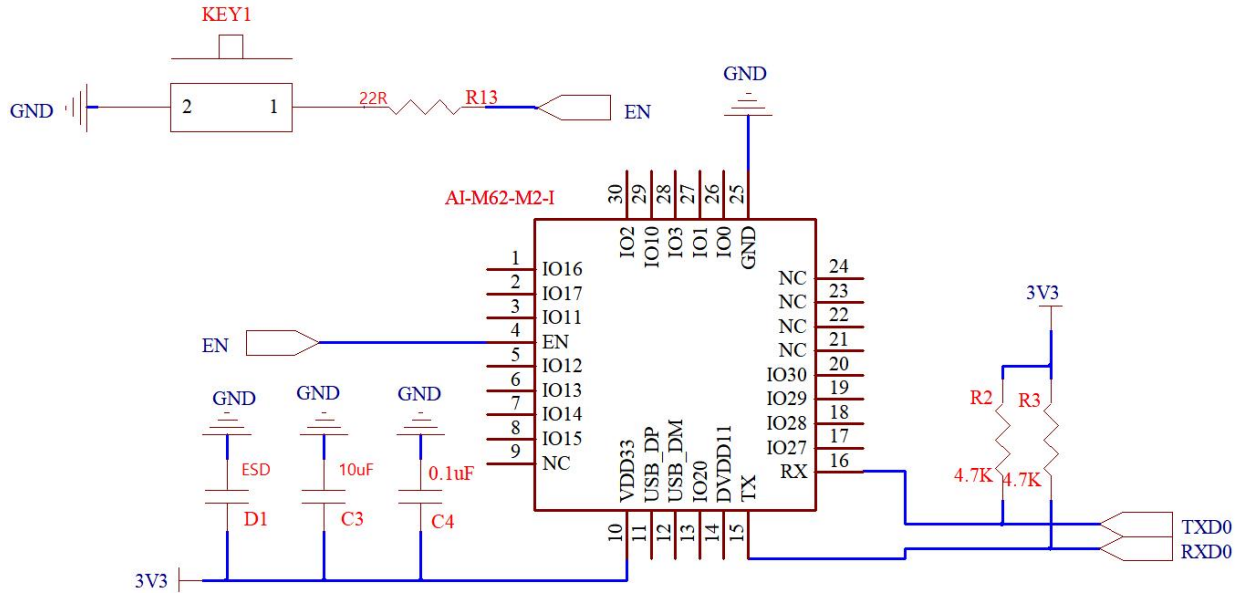 KEY1
GND
2
1
22R
R13
EN
GND
AI-M62-M2-I
30
29
28
27
26
25
IO2
IO10
IO3
IO1
IO0
GND
1
IO16
2
IO17
3
IO11
EN
4
EN
5
IO12
6
IO13
7
IO14
8
IO15
9
NC
NC
24
NC
23
NC
22
NC
21
IO30
20
IO29
19
IO28
18
IO27
17
RX
16
VDD33
USB_DP
USB_DM
IO20
DVDD11
TX
10
11
12
13
14
15
GND
GND
GND
ESD
10uF
0.1uF
D1
C3
C4
3V3
3V3
R2
R3
4.7K
4.7K
TXD0
RXD0